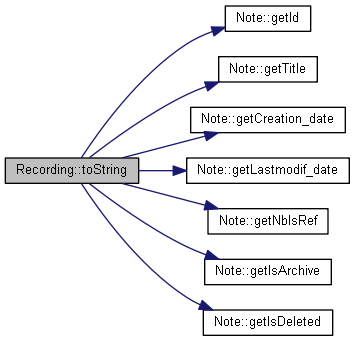 Note::getId
Note::getTitle
Note::getCreation_date
Recording::toString
Note::getLastmodif_date
Note::getNbIsRef
Note::getIsArchive
Note::getIsDeleted